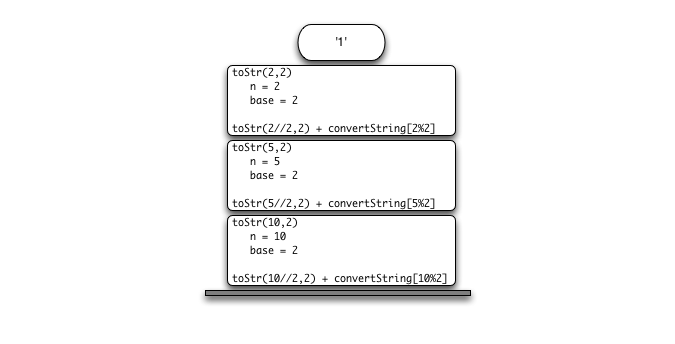 '1'
toStr(2,2)
n = 2
base = 2
toStr(2//2,2) + convertString[2%2]
toStr(5,2)
n = 5
base = 2
toStr(5//2,2) + convertString[5%2]
toStr(10,2)
n = 10
base = 2
toStr(10//2,2) + convertString[10%2]